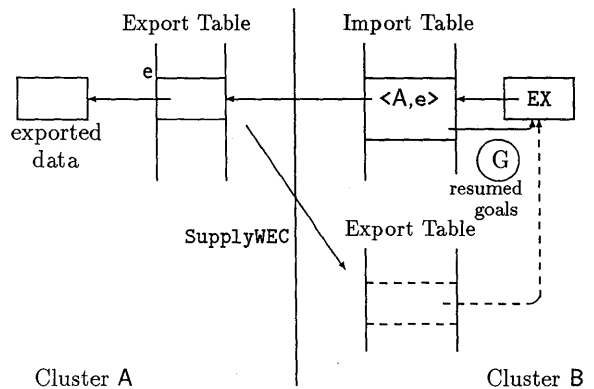 Export Table
Import Table
e
<A,e>
EX
exported
data
G
resumed
goals
SupplyWEC
Export Table
Cluster A
Cluster B